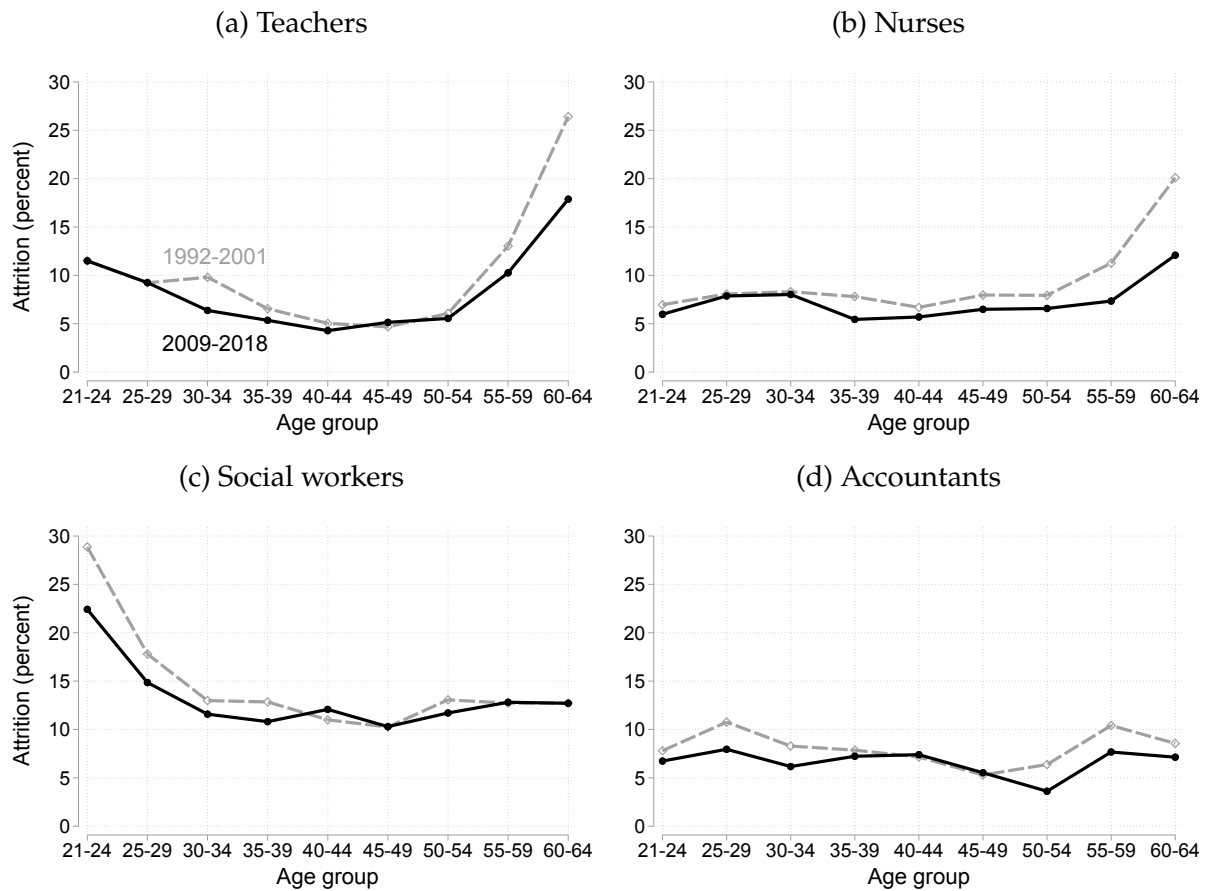 (a) Teachers
(b) Nurses
30
25
20
15
10
5
0
Attrition (percent)
1992-2001
2009-2018
21-24 25-29 30-34 35-39 40-44 45-49 50-54 55-59 60-64
Age group
30
25
20
15
10
5
0
21-24 25-29 30-34 35-39 40-44 45-49 50-54 55-59 60-64
Age group
(c) Social workers
(d) Accountants
30
25
20
15
10
5
0
Attrition (percent)
21-24 25-29 30-34 35-39 40-44 45-49 50-54 55-59 60-64
Age group
30
25
20
15
10
5
0
21-24 25-29 30-34 35-39 40-44 45-49 50-54 55-59 60-64
Age group